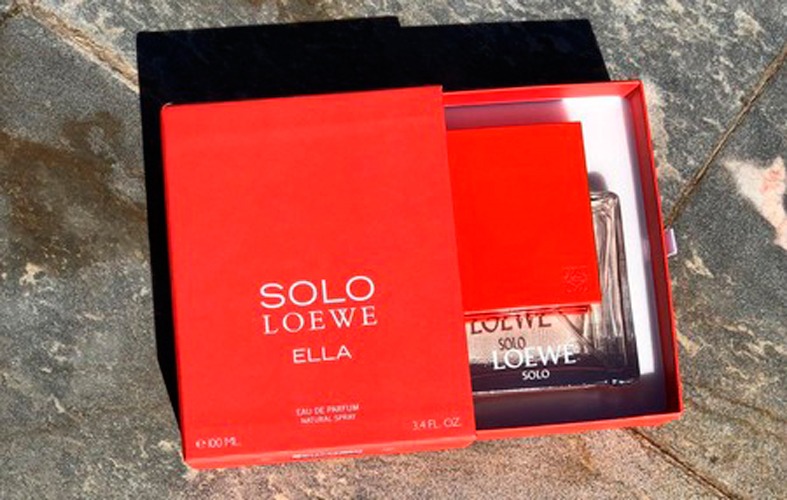 SOLO
LOEWE
ELLA
EAU DE PARFUM
NATURAL SPRAY
℮100 ML.
3,4 FL. OZ.
LOEWE
SOLO
LOEWE
SOLO